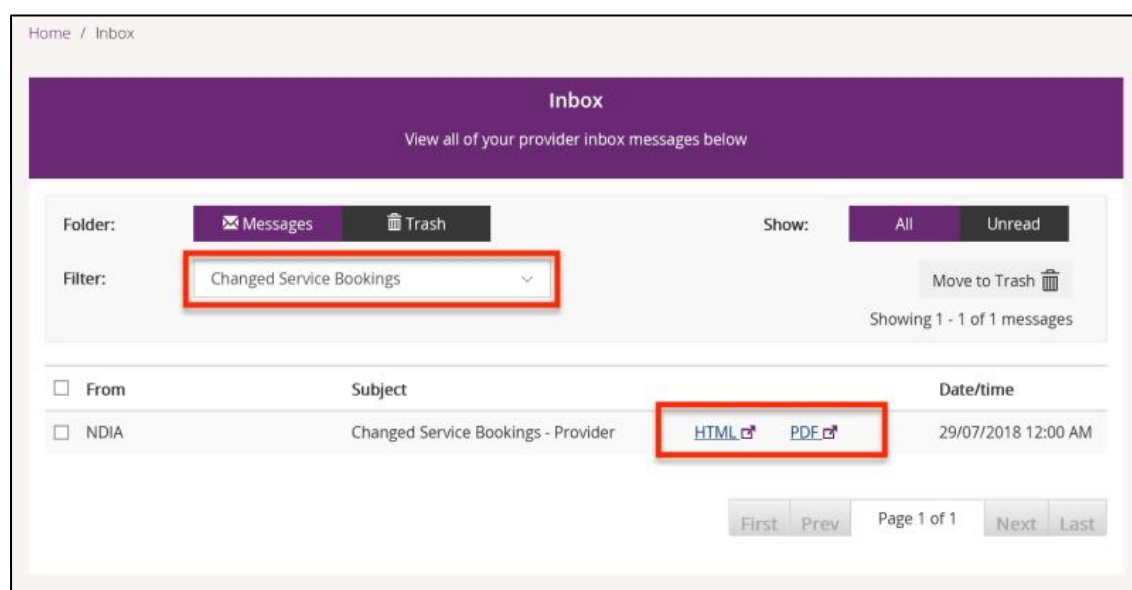 Home / Inbox
Inbox
View all of your provider inbox messages below
Folder: Messages Trash Show: All Unread
Filter: Changed Service Bookings Move to Trash
Showing 1 - 1 of 1 messages
From Subject Date/time
NDIA Changed Service Bookings - Provider HTML PDF 29/07/2018 12:00 AM
First Prev Page 1 of 1 Next Last